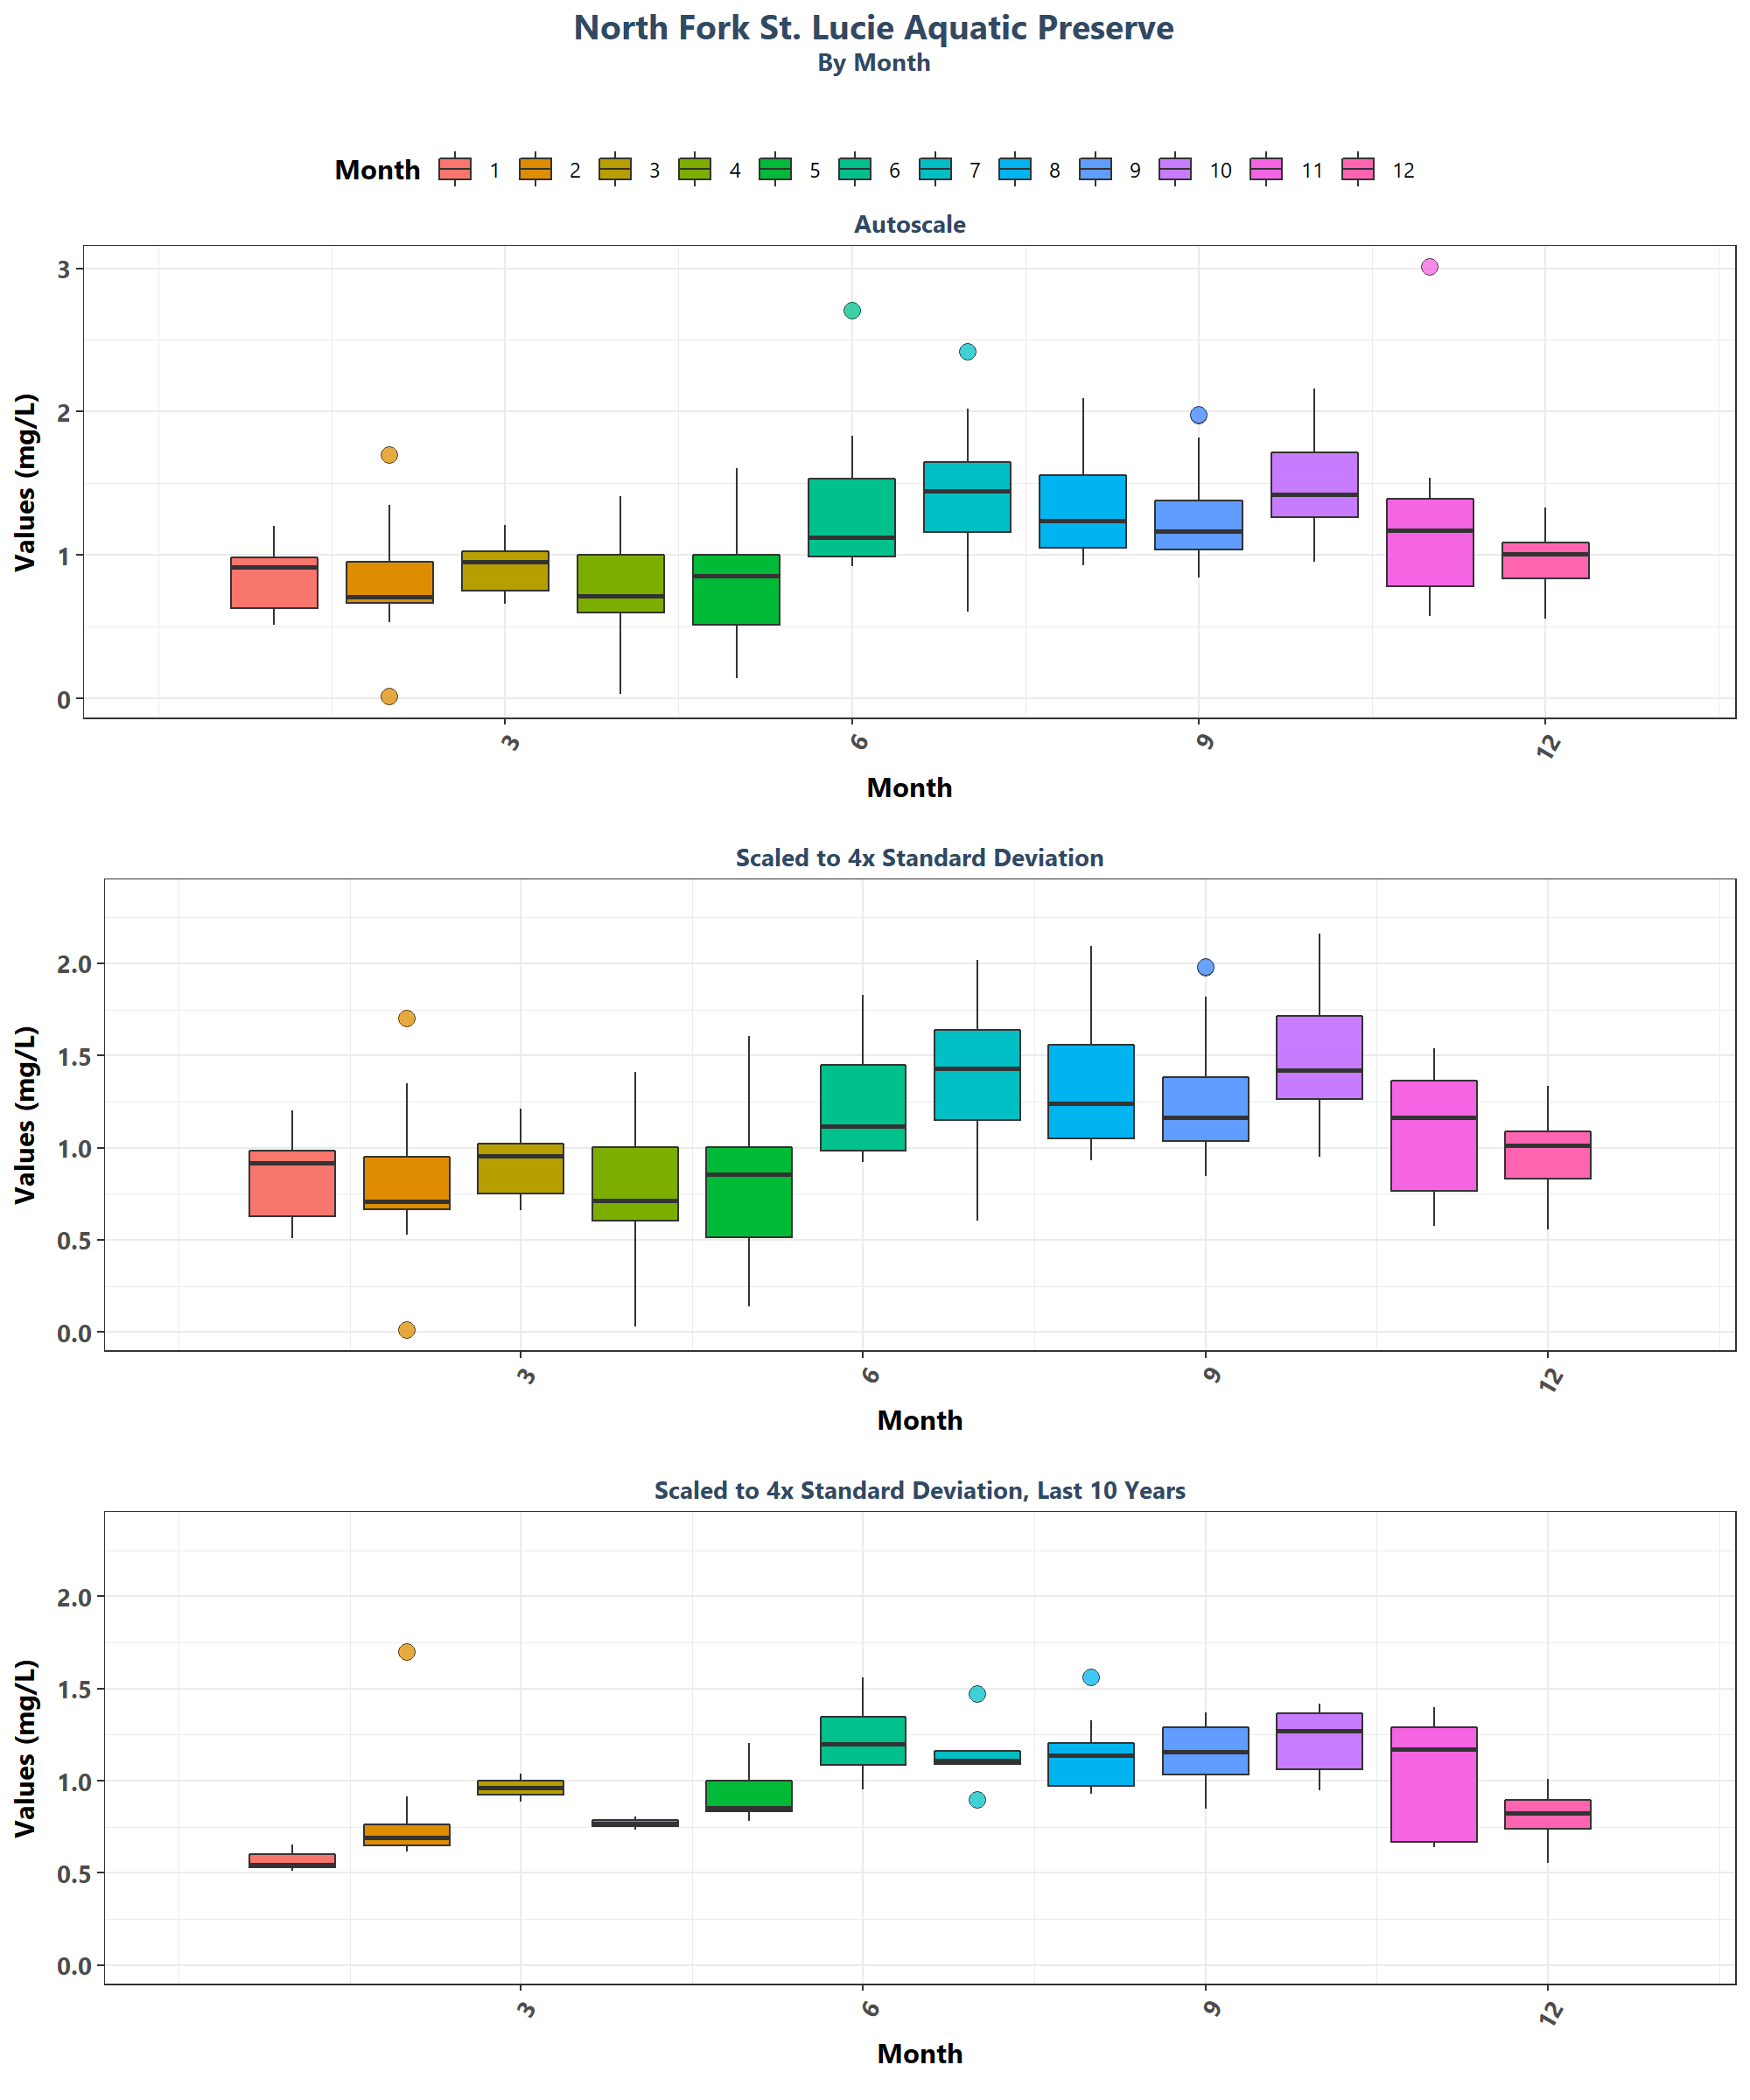 North Fork St. Lucie Aquatic Preserve
By Month
Month 1 2 3 4 5 6 7 8 9 10 11 12
Autoscale
Values (mg/L)
3
2
1
0
3 6 9 12
Month
Scaled to 4x Standard Deviation
Values (mg/L)
2.0
1.5
1.0
0.5
0.0
3 6 9 12
Month
Scaled to 4x Standard Deviation, Last 10 Years
Values (mg/L)
2.0
1.5
1.0
0.5
0.0
3 6 9 12
Month